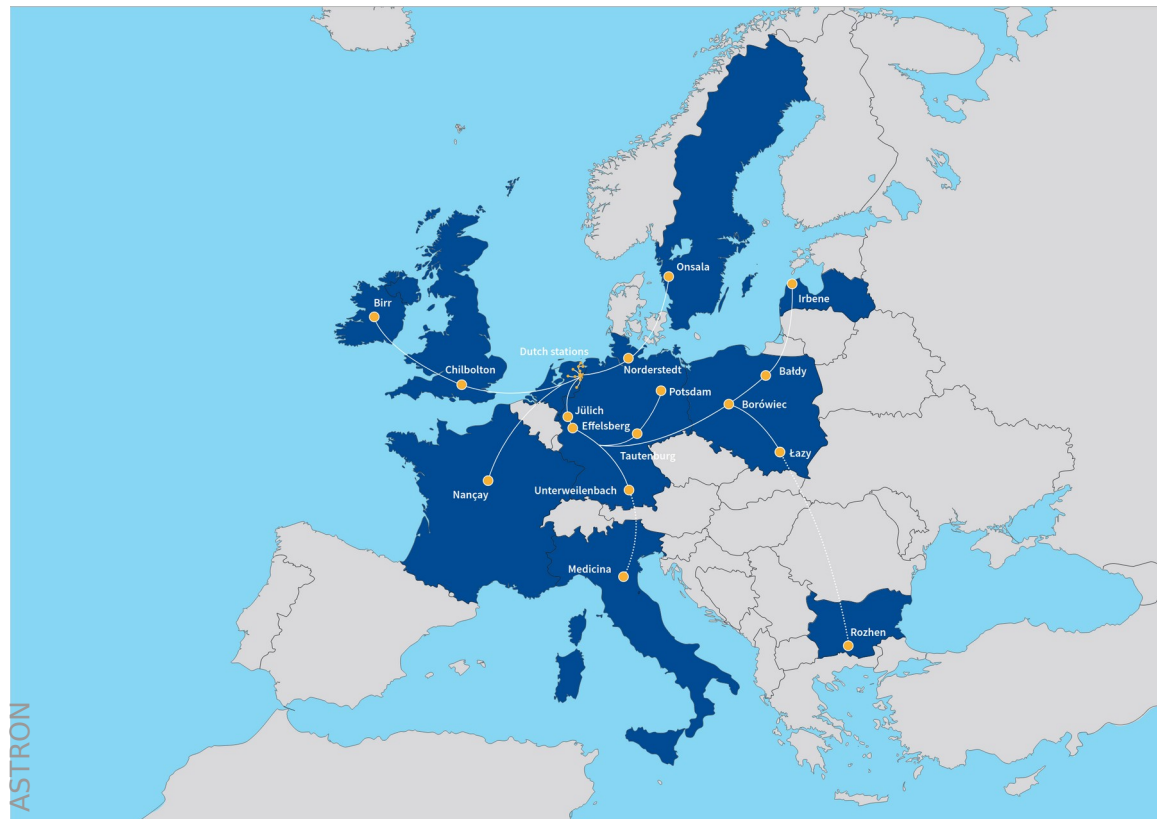 Onsala
Irbene
Birr
Dutch stations
Chilbolton
Norderstedt
Bałdy
Potsdam
Borówiec
Jülich
Effelsberg
Tautenburg
Łazy
Nançay
Unterweilenbach
Medicina
Rozhen
ASTRON